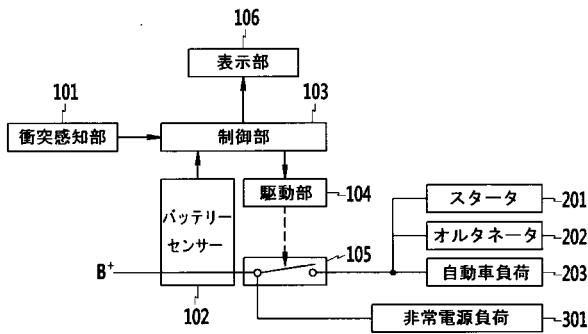 106
表示部
101
103
衝突感知部
制御部
バッテリー
センサー
駆動部
104
スタータ
201
オルタネータ
202
B+
105
自動車負荷
203
102
非常電源負荷
301